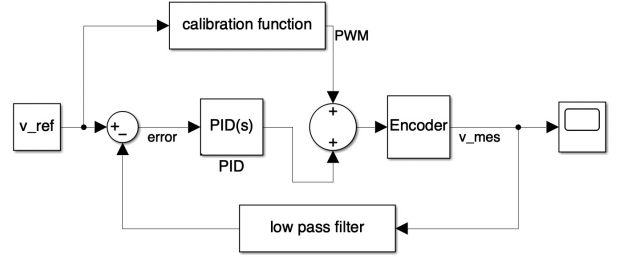 calibration function
PWM
v_ref
+
−
error
PID(s)
PID
+
+
Encoder
v_mes
low pass filter